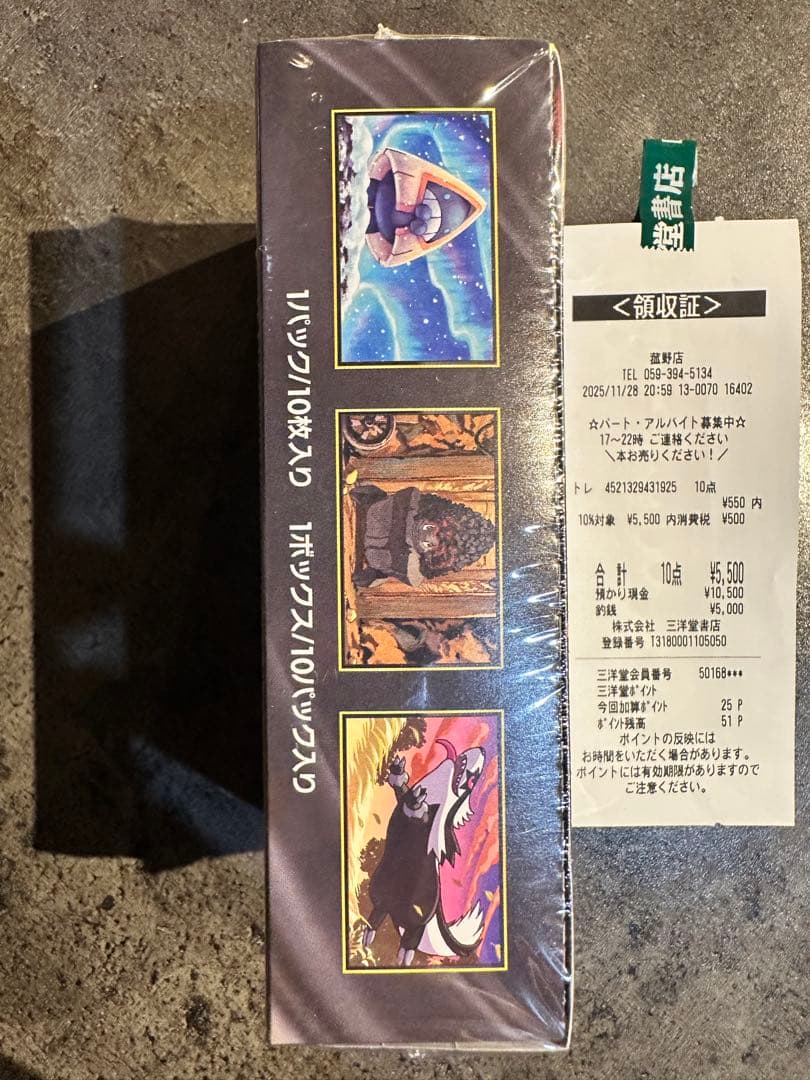 1パック/10枚入り 1ボックス/10パック入り
堂書店
<領収証>
菰野店
TEL 059-394-5134
2025/11/28 20:59 13-0070 16402
☆パート・アルバイト募集中☆
17～22時 ご連絡ください
＼本お売りください！／
トレ 4521329431925 10点
¥550 内
10%対象 ¥5,500 内消費税 ¥500
合計 10点 ¥5,500
預かり現金 ¥10,500
釣銭 ¥5,000
株式会社 三洋堂書店
登録番号 T3180001105050
三洋堂会員番号 50168***
三洋堂ﾎﾟｲﾝﾄ
今回加算ﾎﾟｲﾝﾄ 25 P
ﾎﾟｲﾝﾄ残高 51 P
ポイントの反映には
お時間をいただく場合があります。
ポイントには有効期限がありますので
ご注意ください。